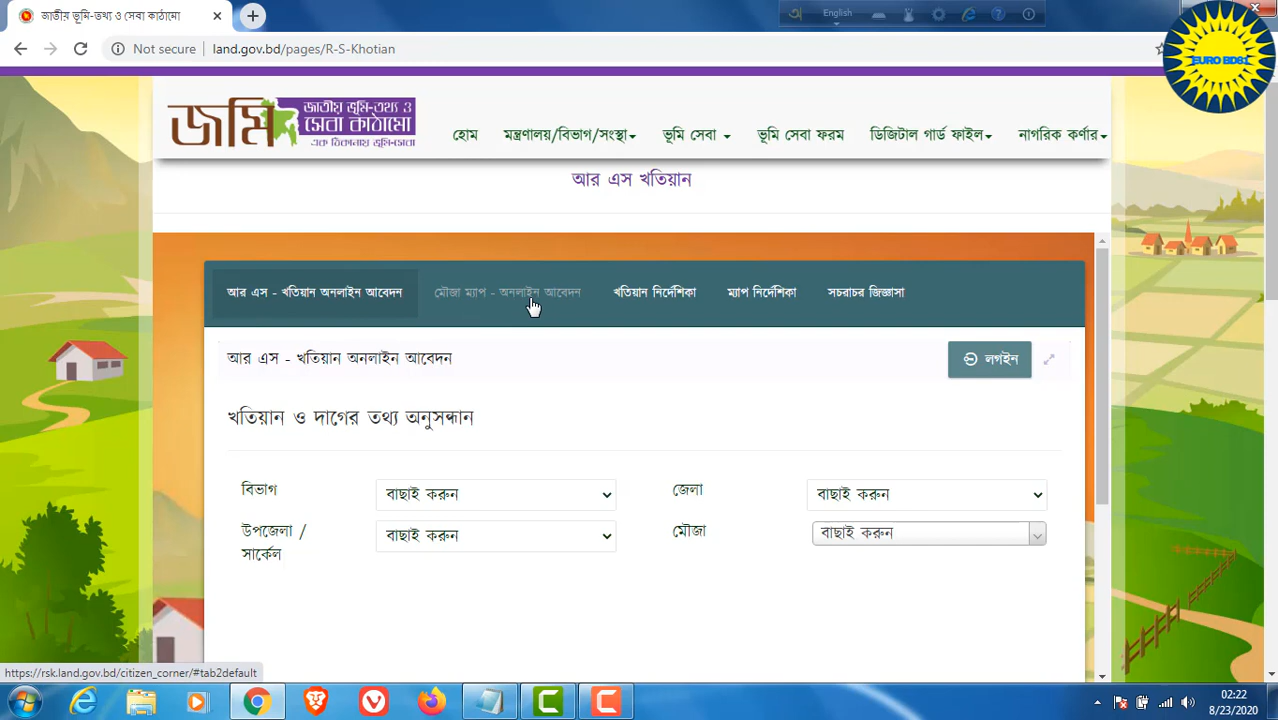 জাতীয় ভূমি-তথ্য ও সেবা কাঠামো
English
Not secure
land.gov.bd/pages/R-S-Khotian
EURO BD81
জমি
জাতীয় ভূমি-তথ্য ও
সেবা কাঠামো
এক ঠিকানায় ভূমি-সেবা
হোম
মন্ত্রণালয়/বিভাগ/সংস্থা
ভূমি সেবা
ভূমি সেবা ফরম
ডিজিটাল গার্ড ফাইল
নাগরিক কর্ণার
আর এস খতিয়ান
আর এস - খতিয়ান অনলাইন আবেদন
মৌজা ম্যাপ - অনলাইন আবেদন
খতিয়ান নির্দেশিকা
ম্যাপ নির্দেশিকা
সচরাচর জিজ্ঞাসা
আর এস - খতিয়ান অনলাইন আবেদন
লগইন
খতিয়ান ও দাগের তথ্য অনুসন্ধান
বিভাগ
বাছাই করুন
জেলা
বাছাই করুন
উপজেলা /
সার্কেল
বাছাই করুন
মৌজা
বাছাই করুন
https://rsk.land.gov.bd/citizen_corner/#tab2default
02:22
8/23/2020